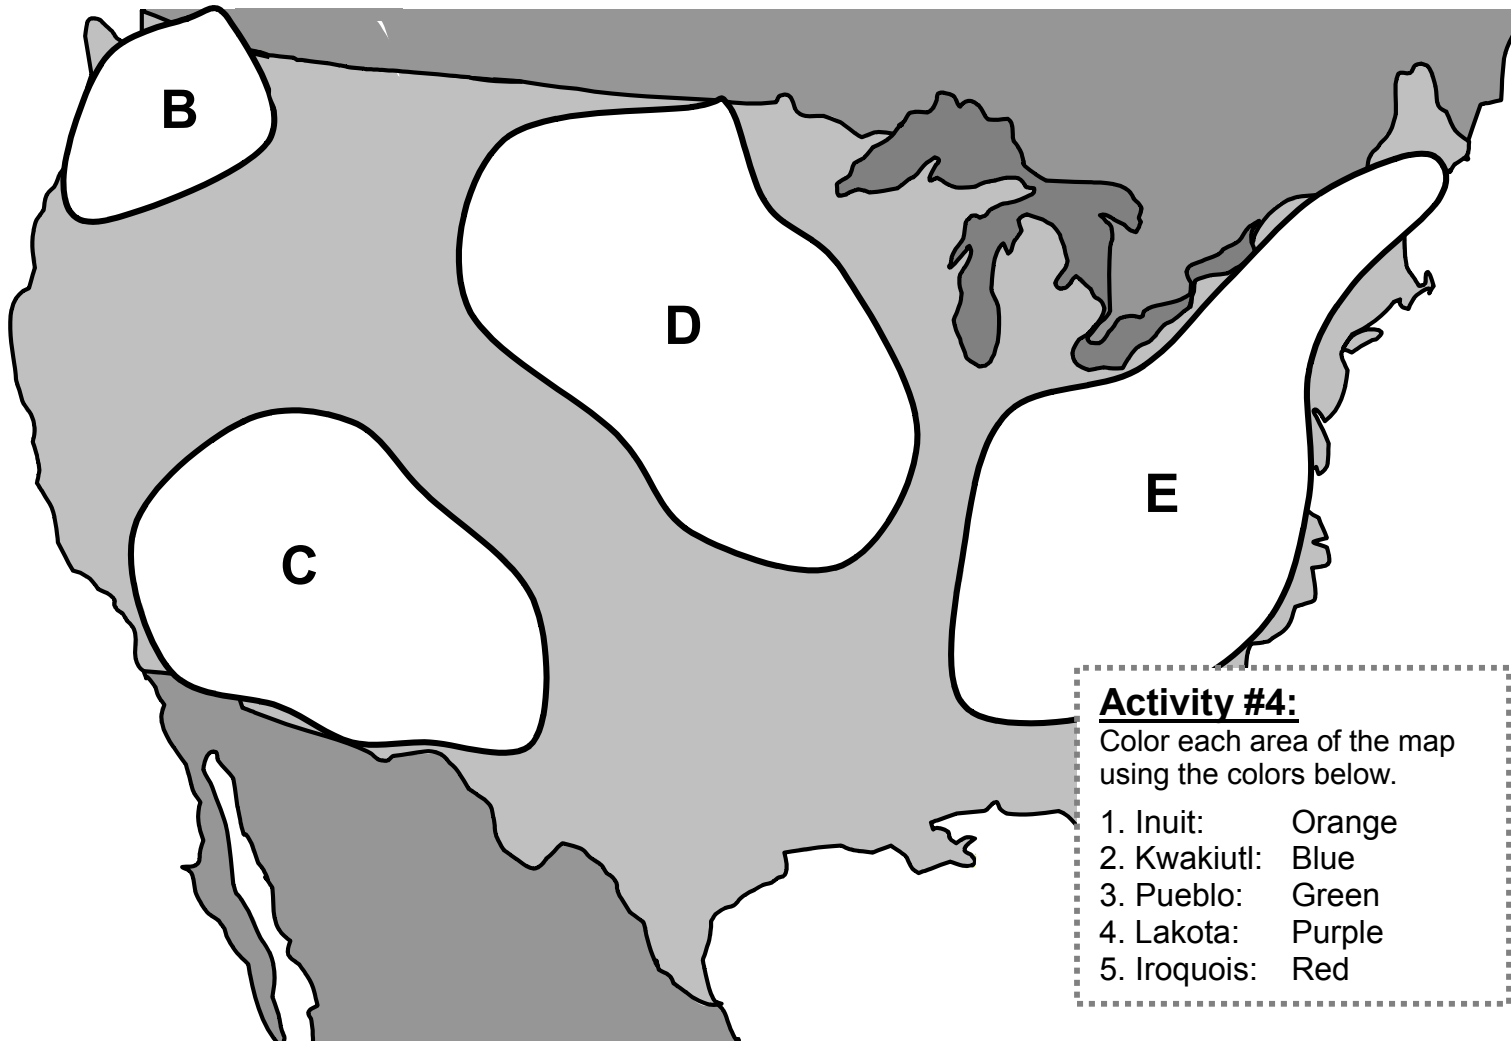 B
D
C
E
Activity #4:
Color each area of the map
using the colors below.
1. Inuit: Orange
2. Kwakiutl: Blue
3. Pueblo: Green
4. Lakota: Purple
5. Iroquois: Red